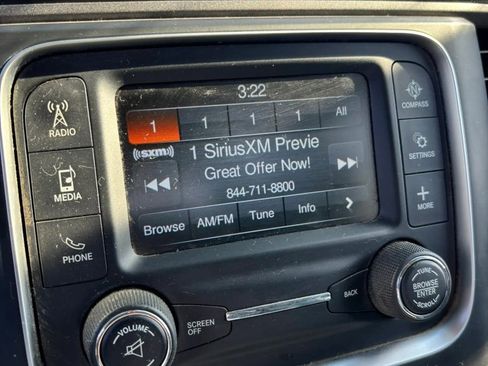 3:22
1 1 1 1 All
((sxm)) 1 SiriusXM Previe
Great Offer Now!
844-711-8800
Browse AM/FM Tune Info
RADIO
MEDIA
PHONE
COMPASS
SETTINGS
MORE
VOLUME
SCREEN
OFF
BACK
TUNE
BROWSE
ENTER
SCROLL